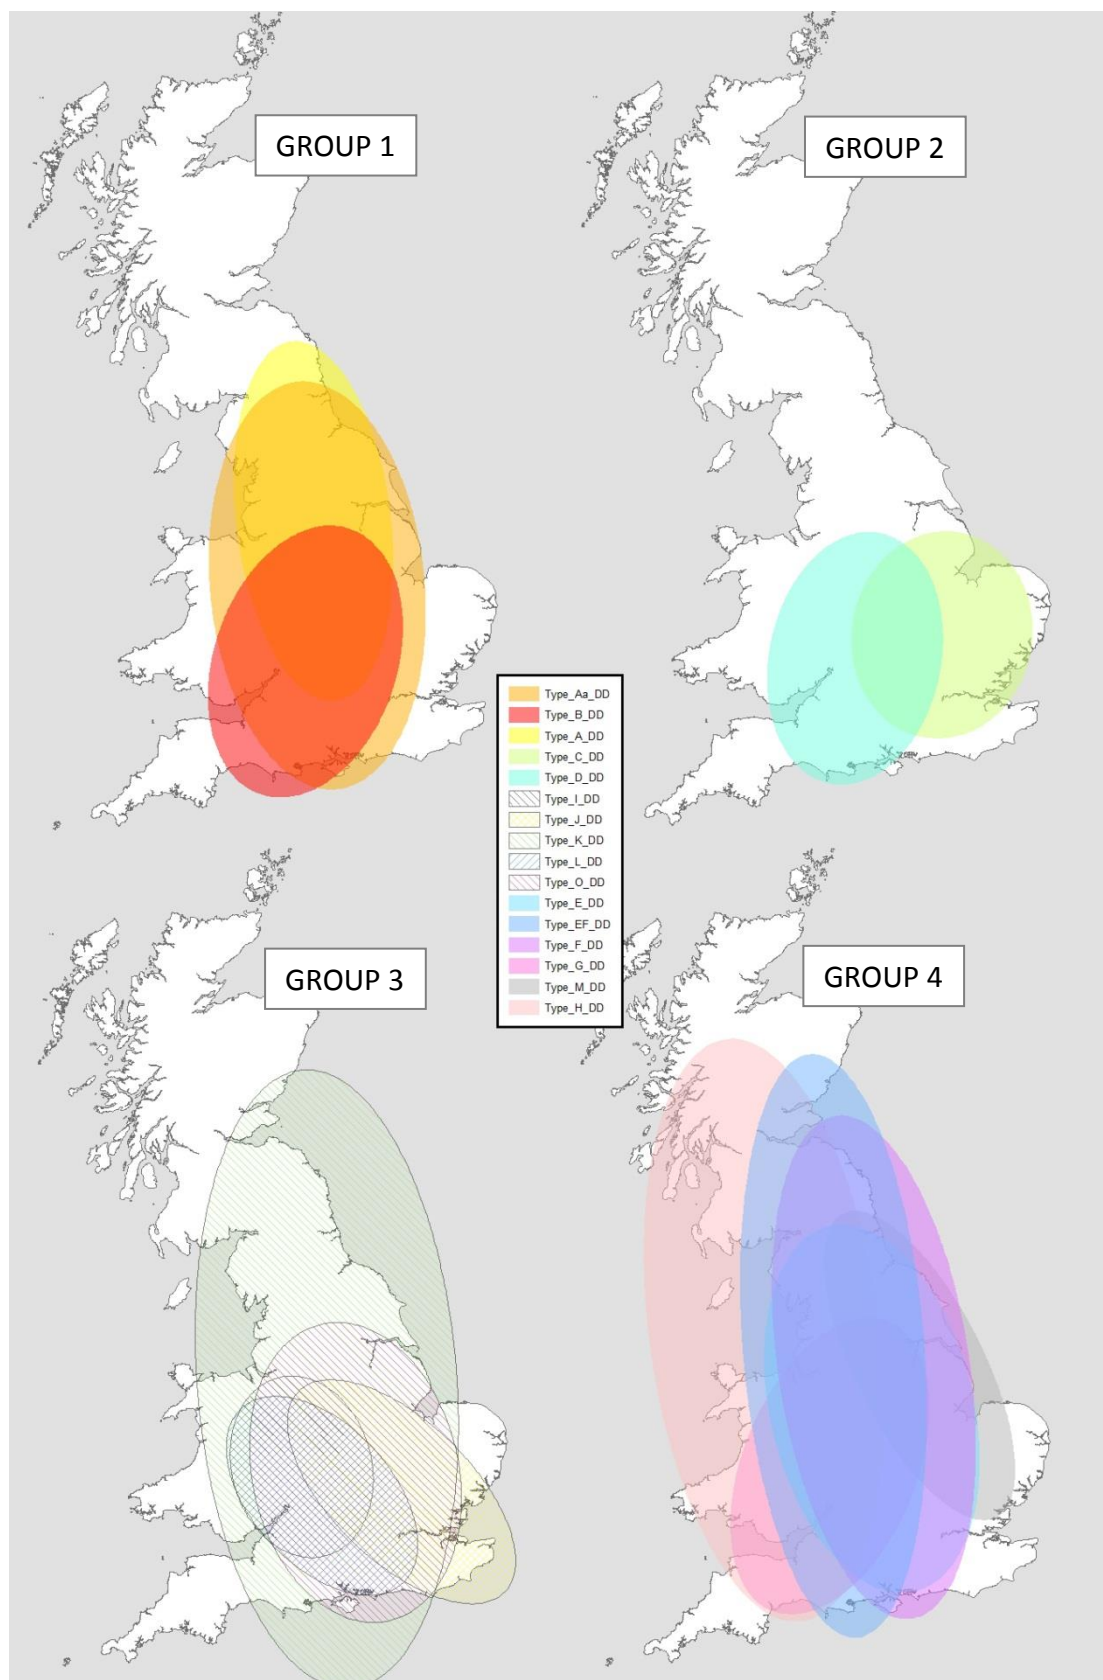 GROUP 1
GROUP 2
Type_Aa_DD
Type_B_DD
Type_A_DD
Type_C_DD
Type_D_DD
Type_I_DD
Type_J_DD
Type_K_DD
Type_L_DD
Type_O_DD
Type_E_DD
Type_EF_DD
Type_F_DD
Type_G_DD
Type_M_DD
Type_H_DD
GROUP 3
GROUP 4